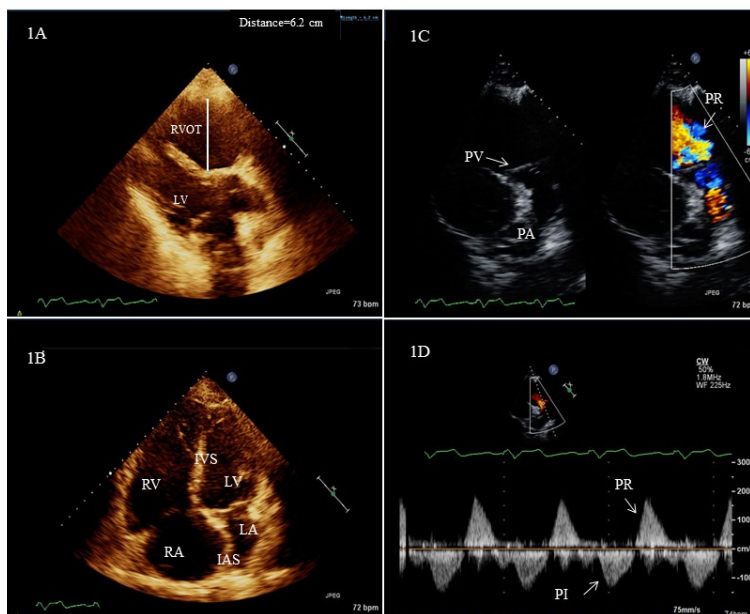 1A
Distance=6.2 cm
RVOT
LV
JPEG
73 bpm
1C
PR
PV
PA
JPEG
72 bp
1B
IVS
RV
LV
LA
RA
IAS
JPEG
72 bpm
1D
CW
50%
1.8MHz
WF 225Hz
300
200
PR
100
cm/s
-100
PI
75mm/s